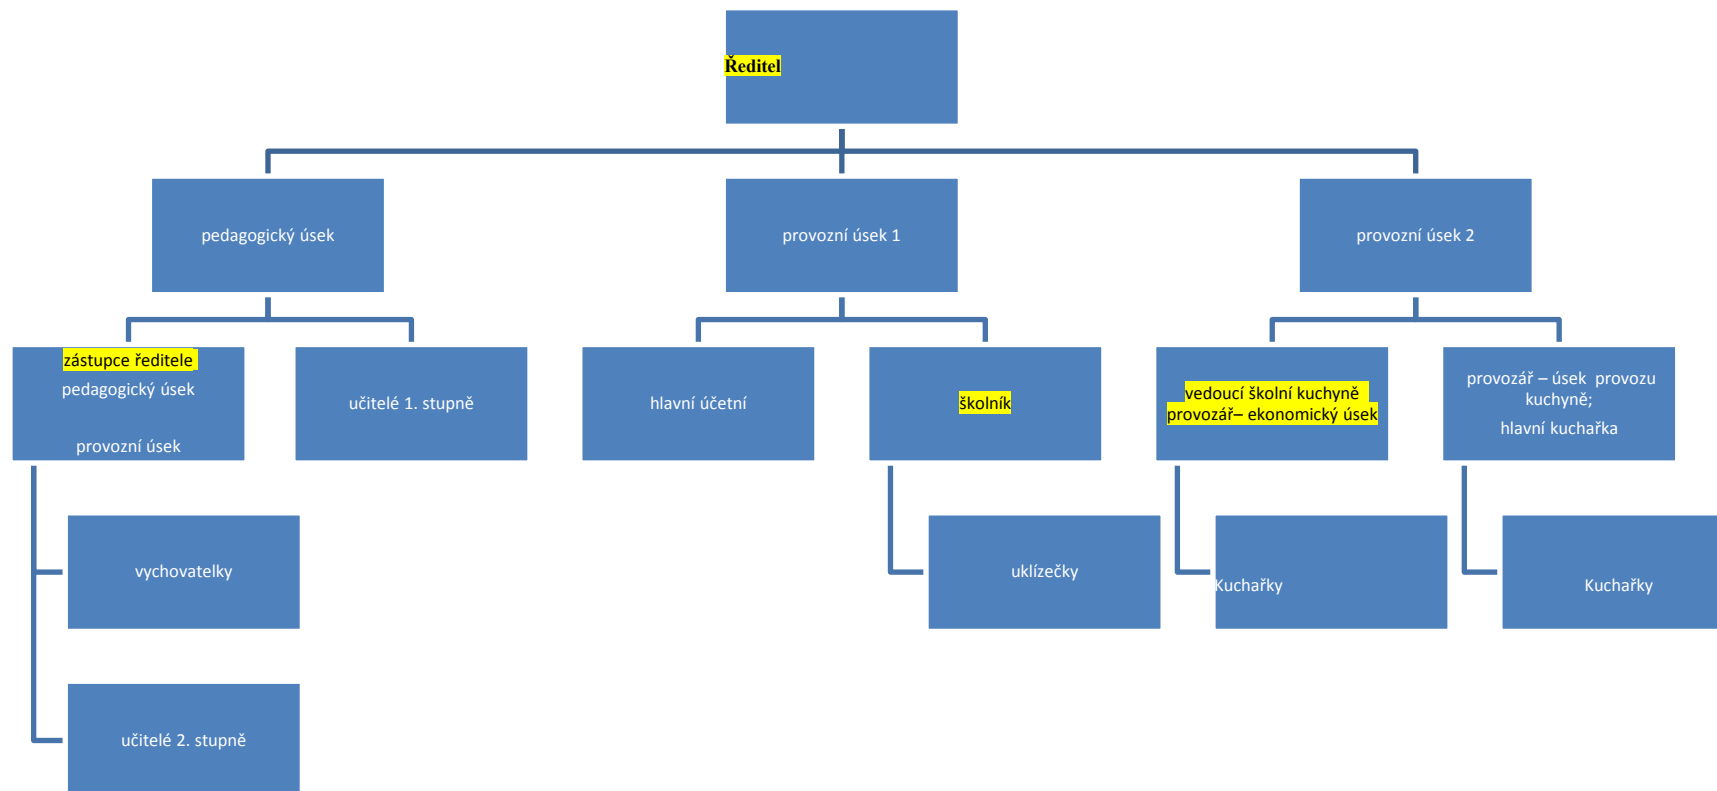 Ředitel
pedagogický úsek
provozní úsek 1
provozní úsek 2
zástupce ředitele
pedagogický úsek
provozní úsek
učitelé 1. stupně
hlavní účetní
školník
vedoucí školní kuchyně
provozář– ekonomický úsek
provozář – úsek  provozu
kuchyně;
hlavní kuchařka
vychovatelky
uklízečky
Kuchařky
Kuchařky
učitelé 2. stupně